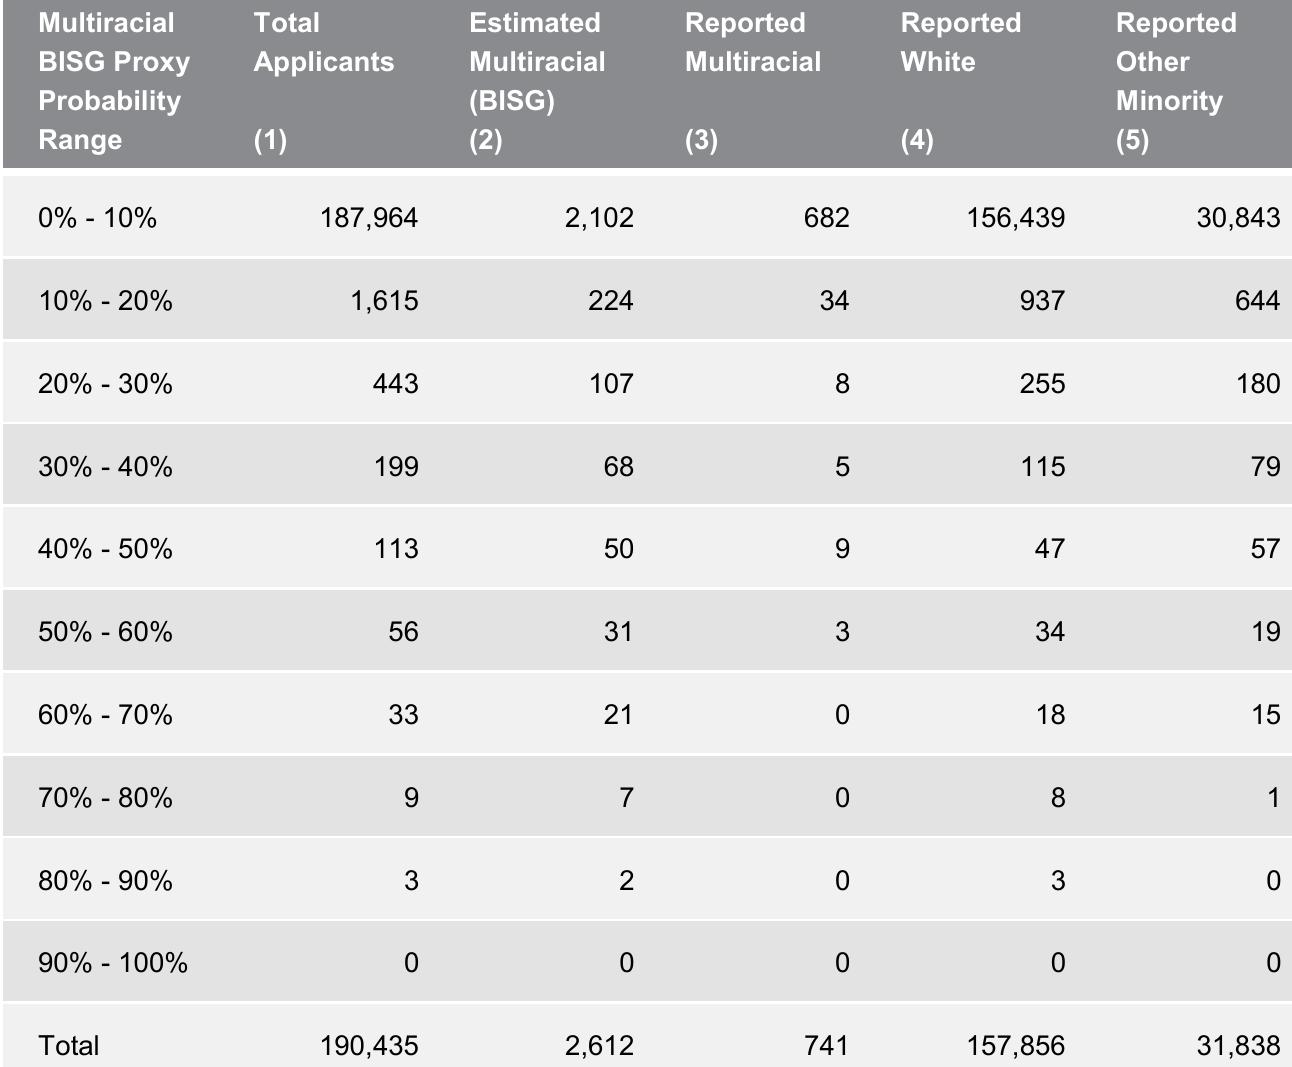 Multiracial BISG Proxy Probability Range | Total Applicants (1) | Estimated Multiracial (BISG) (2) | Reported Multiracial (3) | Reported White (4) | Reported Other Minority (5)
0% - 10% 187,964 2,102 682 156,439 30,843
10% - 20% 1,615 224 34 937 644
20% - 30% 443 107 8 255 180
30% - 40% 199 68 5 115 79
40% - 50% 113 50 9 47 57
50% - 60% 56 31 3 34 19
60% - 70% 33 21 0 18 15
70% - 80% 9 7 0 8 1
80% - 90% 3 2 0 3 0
90% - 100% 0 0 0 0 0
Total 190,435 2,612 741 157,856 31,838